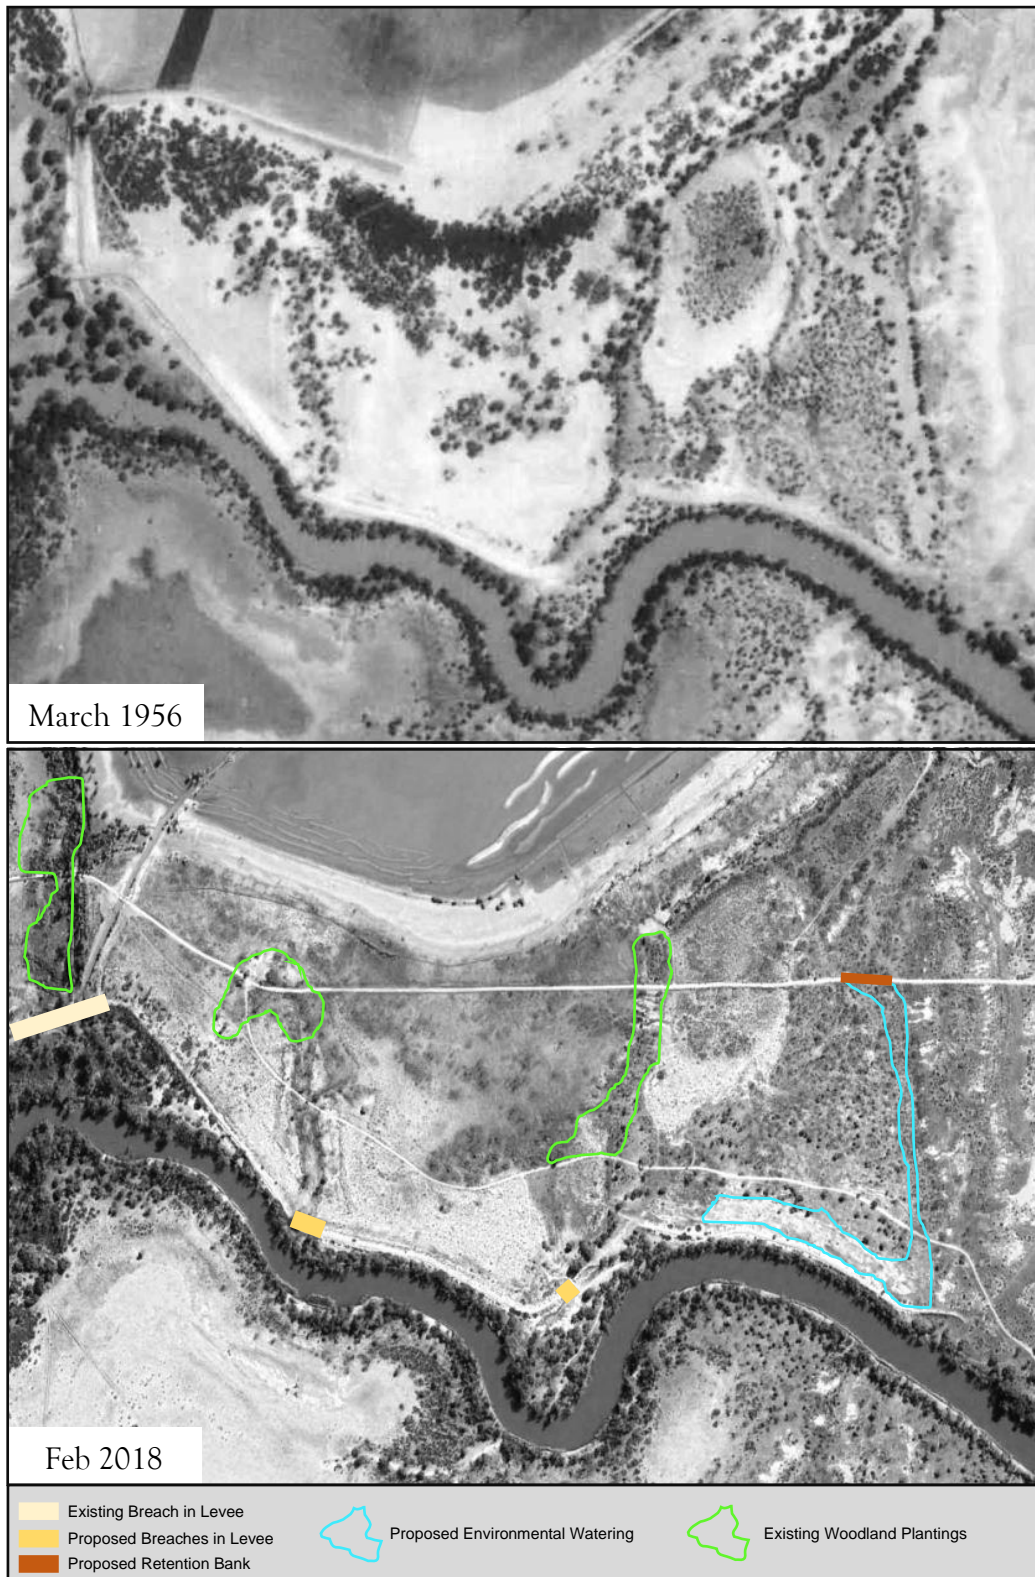 March 1956
Feb 2018
Existing Breach in Levee
Proposed Breaches in Levee
Proposed Retention Bank
Proposed Environmental Watering
Existing Woodland Plantings